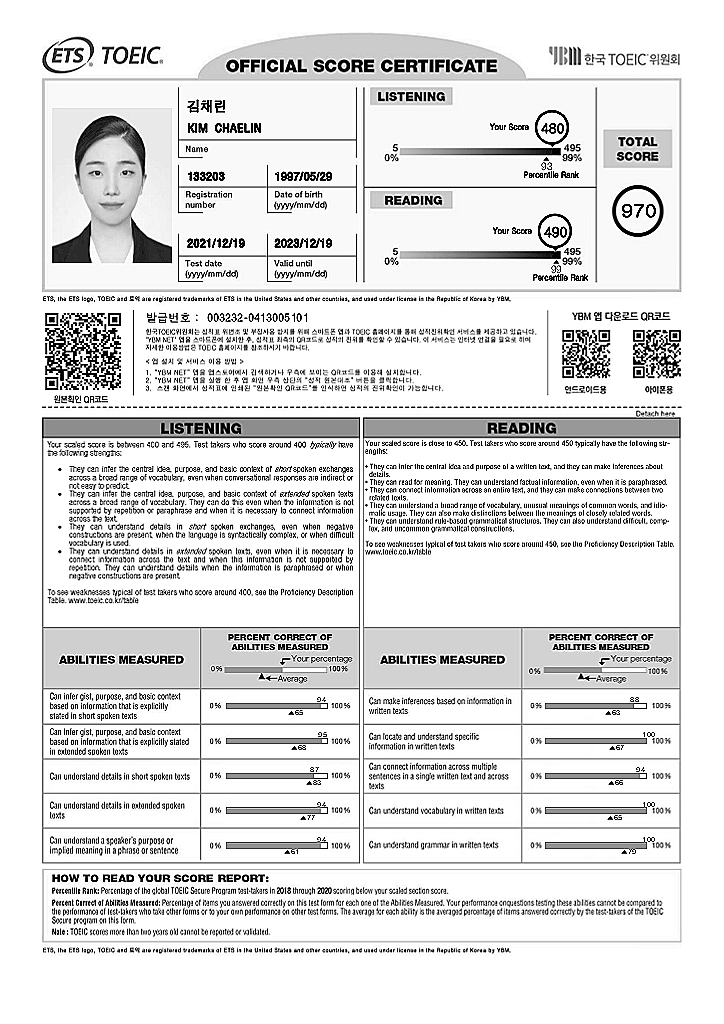 ETS® TOEIC®
OFFICIAL SCORE CERTIFICATE
YBM 한국TOEIC위원회
김채린
KIM CHAELIN
Name
133203
1997/05/29
Registration number
Date of birth (yyyy/mm/dd)
2021/12/19
2023/12/19
Test date (yyyy/mm/dd)
Valid until (yyyy/mm/dd)
LISTENING
Your Score 480
5 495
0% 99%
93
Percentile Rank
READING
Your Score 490
5 495
0% 99%
99
Percentile Rank
TOTAL SCORE
970
ETS, the ETS logo, TOEIC and 토익 are registered trademarks of ETS in the United States and other countries, and used under license in the Republic of Korea by YBM.
원본확인 QR코드
발급번호 : 003232-0413005101
한국TOEIC위원회는 성적표 위변조 및 부정사용 방지를 위해 스마트폰 앱과 TOEIC 홈페이지를 통해 성적진위확인 서비스를 제공하고 있습니다.
"YBM NET" 앱을 스마트폰에 설치한 후, 성적표 좌측의 QR코드로 성적의 진위를 확인할 수 있습니다. 이 서비스는 인터넷 연결을 필요로 하며
자세한 이용방법은 TOEIC 홈페이지를 참조하시기 바랍니다.
< 앱 설치 및 서비스 이용 방법 >
1. "YBM NET" 앱을 앱스토어에서 검색하거나 우측에 보이는 QR코드를 이용해 설치합니다.
2. "YBM NET" 앱을 실행 한 후 앱 화면 우측 상단의 "성적 원본대조" 버튼을 클릭합니다.
3. 스캔 화면에서 성적표에 인쇄된 "원본확인 QR코드"를 인식하면 성적의 진위확인이 가능합니다.
YBM 앱 다운로드 QR코드
안드로이드용 아이폰용
Detach here
LISTENING
Your scaled score is between 400 and 495. Test takers who score around 400 typically have
the following strengths:
• They can infer the central idea, purpose, and basic context of short spoken exchanges
across a broad range of vocabulary, even when conversational responses are indirect or
not easy to predict.
• They can infer the central idea, purpose, and basic context of extended spoken texts
across a broad range of vocabulary. They can do this even when the information is not
supported by repetition or paraphrase and when it is necessary to connect information
across the text.
• They can understand details in short spoken exchanges, even when negative
constructions are present, when the language is syntactically complex, or when difficult
vocabulary is used.
• They can understand details in extended spoken texts, even when it is necessary to
connect information across the text and when this information is not supported by
repetition. They can understand details when the information is paraphrased or when
negative constructions are present.
To see weaknesses typical of test takers who score around 400, see the Proficiency Description
Table. www.toeic.co.kr/table
READING
Your scaled score is close to 450. Test takers who score around 450 typically have the following str-
engths:
• They can infer the central idea and purpose of a written text, and they can make inferences about
details.
• They can read for meaning. They can understand factual information, even when it is paraphrased.
• They can connect information across an entire text, and they can make connections between two
related texts.
• They can understand a broad range of vocabulary, unusual meanings of common words, and idio-
matic usage. They can also make distinctions between the meanings of closely related words.
• They can understand rule-based grammatical structures. They can also understand difficult, comp-
lex, and uncommon grammatical constructions.
To see weaknesses typical of test takers who score around 450, see the Proficiency Description Table.
www.toeic.co.kr/table
ABILITIES MEASURED
PERCENT CORRECT OF ABILITIES MEASURED
Your percentage
0% 100%
Average
Can infer gist, purpose, and basic context
based on information that is explicitly
stated in short spoken texts
0% 94 100%
65
Can infer gist, purpose, and basic context
based on information that is explicitly stated
in extended spoken texts
0% 95 100%
68
Can understand details in short spoken texts
0% 87 100%
83
Can understand details in extended spoken
texts
0% 94 100%
77
Can understand a speaker's purpose or
implied meaning in a phrase or sentence
0% 94 100%
61
ABILITIES MEASURED
PERCENT CORRECT OF ABILITIES MEASURED
Your percentage
0% 100%
Average
Can make inferences based on information in
written texts
0% 88 100%
63
Can locate and understand specific
information in written texts
0% 100 100%
67
Can connect information across multiple
sentences in a single written text and across
texts
0% 94 100%
66
Can understand vocabulary in written texts
0% 100 100%
65
Can understand grammar in written texts
0% 100 100%
79
HOW TO READ YOUR SCORE REPORT:
Percentile Rank: Percentage of the global TOEIC Secure Program test-takers in 2018 through 2020 scoring below your scaled section score.
Percent Correct of Abilities Measured: Percentage of items you answered correctly on this test form for each one of the Abilities Measured. Your performance onquestions testing these abilities cannot be compared to
the performance of test-takers who take other forms or to your own performance on other test forms. The average for each ability is the averaged percentage of items answered correctly by the test-takers of the TOEIC
Secure program on this form.
Note : TOEIC scores more than two years old cannot be reported or validated.
ETS, the ETS logo, TOEIC and 토익 are registered trademarks of ETS in the United States and other countries, and used under license in the Republic of Korea by YBM.